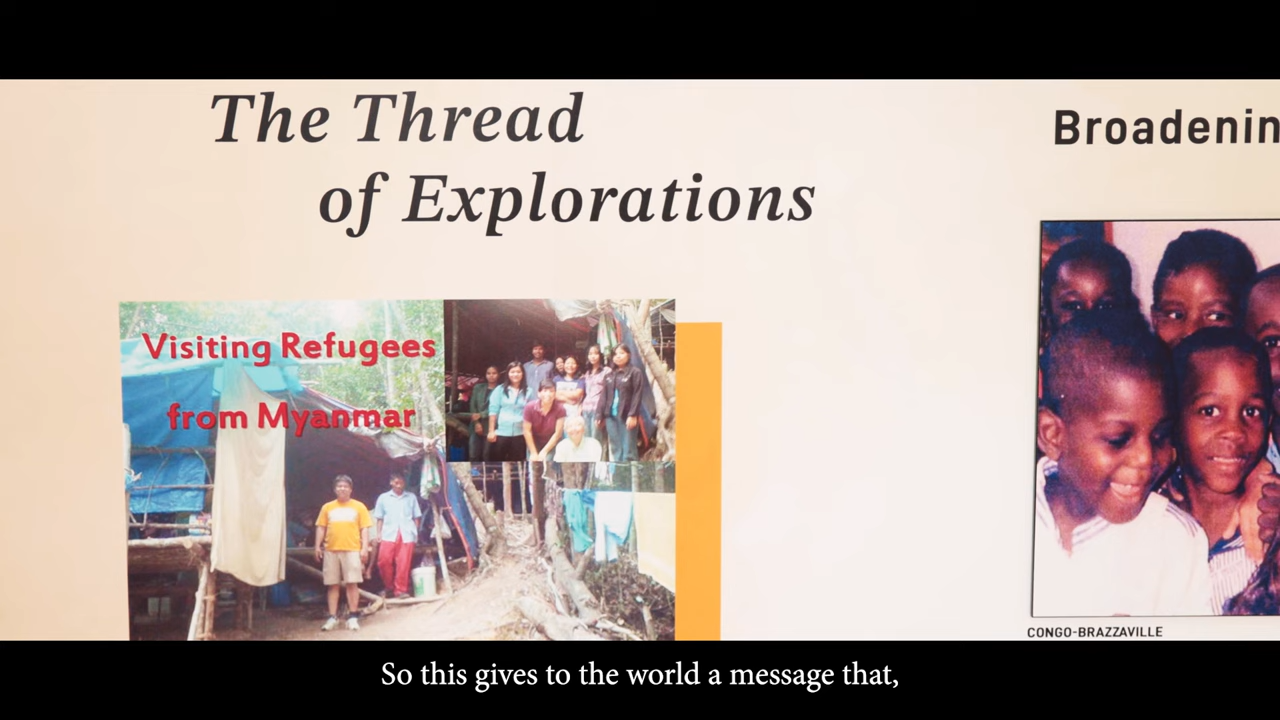 The Thread
of Explorations
Broadenin
Visiting Refugees
from Myanmar
CONGO-BRAZZAVILLE
So this gives to the world a message that,